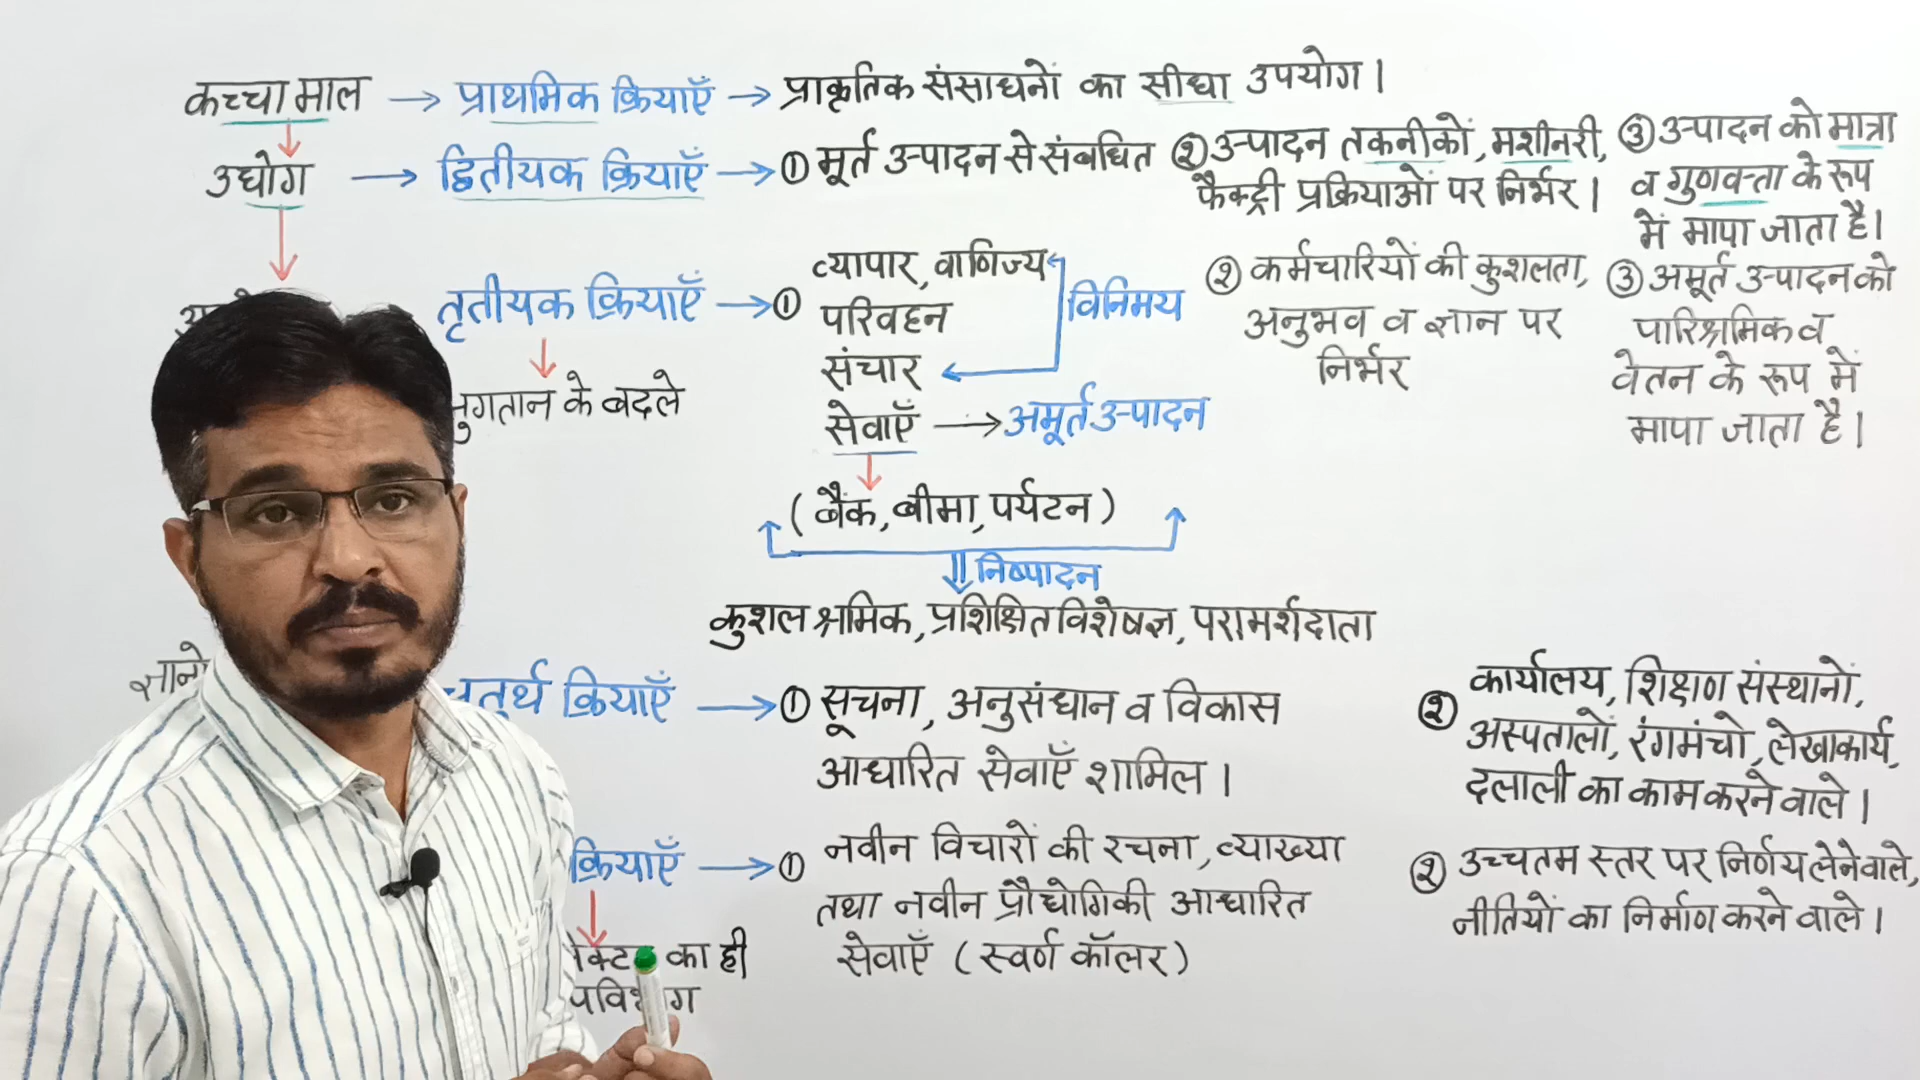 कच्चा माल → प्राथमिक क्रियाएँ → प्राकृतिक संसाधनों का सीधा उपयोग।
उद्योग → द्वितीयक क्रियाएँ → ① मूर्त उत्पादन से संबधित
② उत्पादन तकनीकों, मशीनरी,
फैक्ट्री प्रक्रियाओं पर निर्भर।
③ उत्पादन को मात्रा
व गुणवत्ता के रूप
में मापा जाता है।
तृतीयक क्रियाएँ → ① व्यापार, वाणिज्य
परिवहन
संचार
विनिमय
सेवाएँ → अमूर्त उत्पादन
के बदले
(बैंक, बीमा, पर्यटन)
निष्पादन
कुशल श्रमिक, प्रशिक्षित विशेषज्ञ, परामर्शदाता
② कर्मचारियों की कुशलता,
अनुभव व ज्ञान पर
निर्भर
③ अमूर्त उत्पादन को
पारिश्रमिक व
वेतन के रूप में
मापा जाता है।
क्रियाएँ → ① सूचना, अनुसंधान व विकास
आधारित सेवाएँ शामिल।
② कार्यालय, शिक्षण संस्थानों,
अस्पतालों, रंगमंचो, लेखाकार्य,
दलाली का काम करने वाले।
क्रियाएँ → ① नवीन विचारों की रचना, व्याख्या
तथा नवीन प्रौद्योगिकी आधारित
सेवाएँ (स्वर्ण कॉलर)
का ही
② उच्चतम स्तर पर निर्णय लेने वाले,
नीतियों का निर्माण करने वाले।